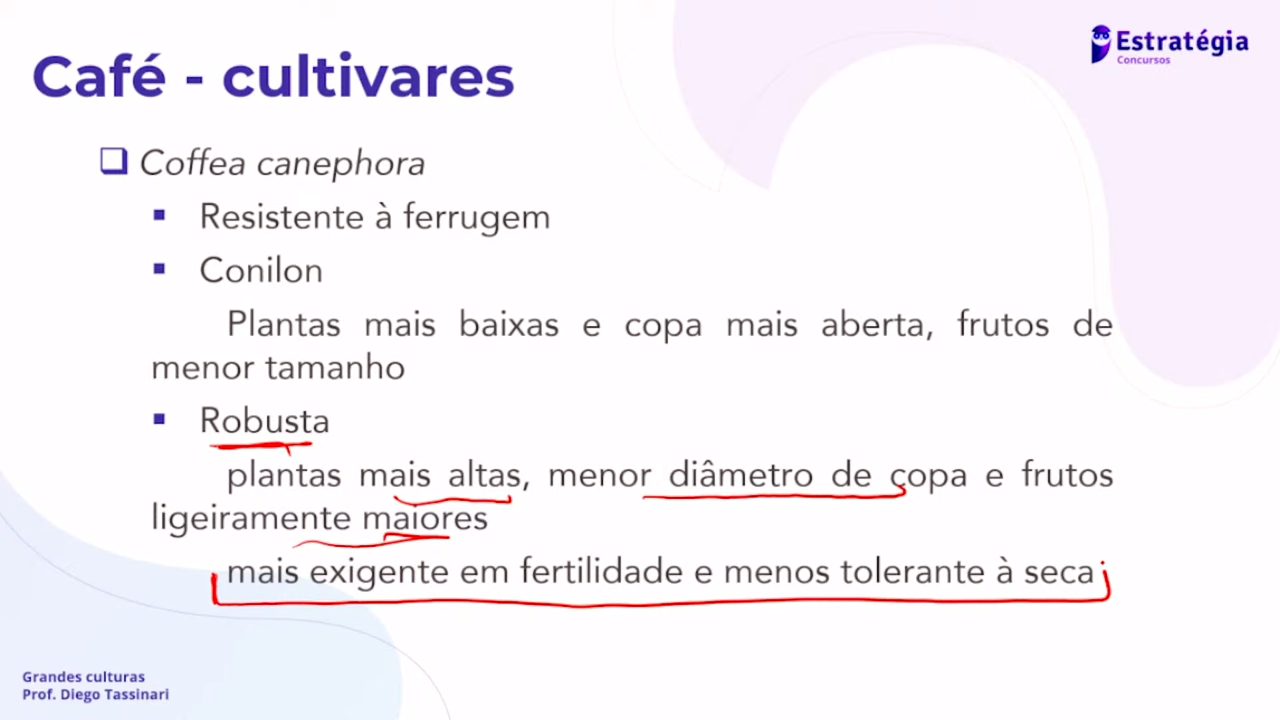 Estratégia
Concursos
Café - cultivares
Coffea canephora
Resistente à ferrugem
Conilon
Plantas mais baixas e copa mais aberta, frutos de
menor tamanho
Robusta
plantas mais altas, menor diâmetro de copa e frutos
ligeiramente maiores
mais exigente em fertilidade e menos tolerante à seca
Grandes culturas
Prof. Diego Tassinari